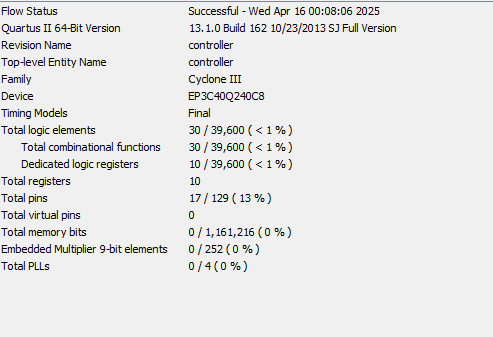 Flow Status Successful - Wed Apr 16 00:08:06 2025
Quartus II 64-Bit Version 13.1.0 Build 162 10/23/2013 SJ Full Version
Revision Name controller
Top-level Entity Name controller
Family Cyclone III
Device EP3C40Q240C8
Timing Models Final
Total logic elements 30 / 39,600 ( < 1 % )
Total combinational functions 30 / 39,600 ( < 1 % )
Dedicated logic registers 10 / 39,600 ( < 1 % )
Total registers 10
Total pins 17 / 129 ( 13 % )
Total virtual pins 0
Total memory bits 0 / 1,161,216 ( 0 % )
Embedded Multiplier 9-bit elements 0 / 252 ( 0 % )
Total PLLs 0 / 4 ( 0 % )